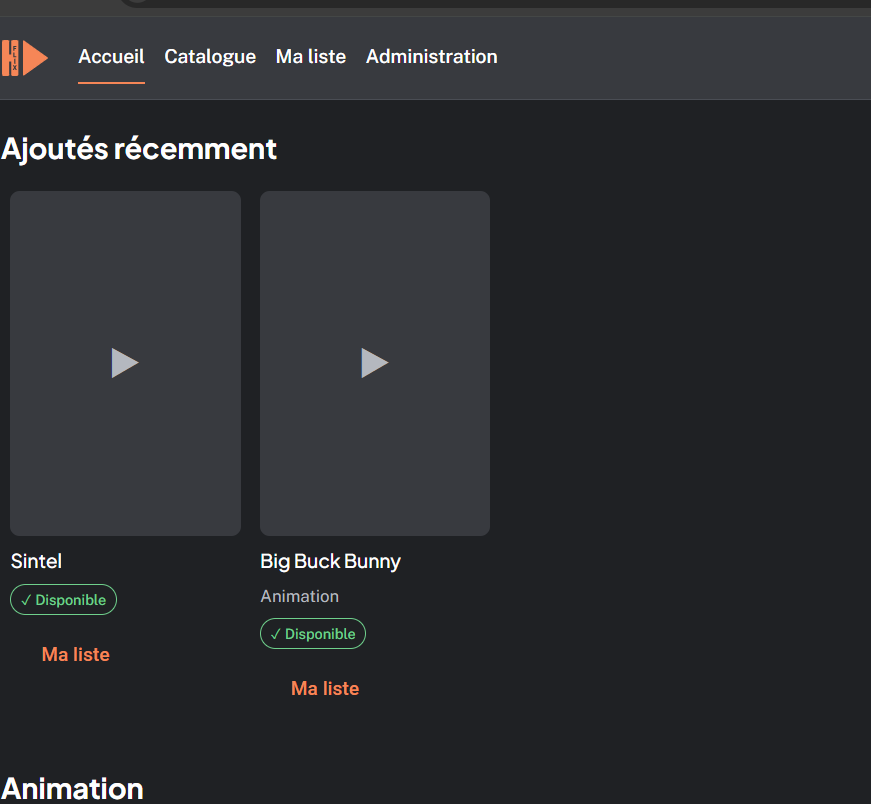 FLIX
Accueil Catalogue Ma liste Administration
Ajoutés récemment
Sintel
Big Buck Bunny
✓ Disponible
Animation
✓ Disponible
Ma liste
Ma liste
Animation